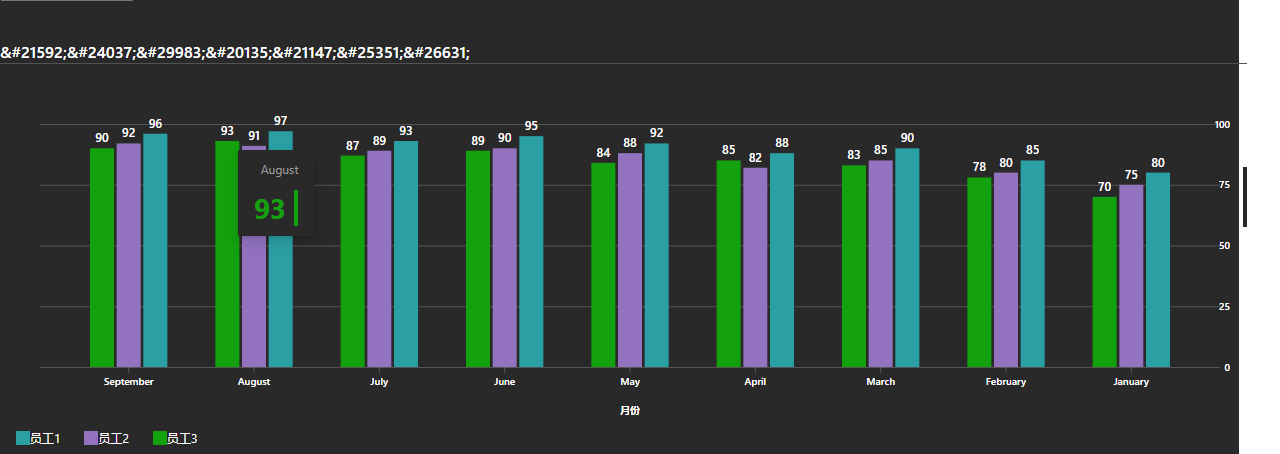 &#21592;&#24037;&#29983;&#20135;&#21147;&#25351;&#26631;
90 92 96 93 91 97 87 89 93 89 90 95 84 88 92 85 82 88 83 85 90 78 80 85 70 75 80
100
75
50
25
0
August
93
September August July June May April March February January
月份
员工1 员工2 员工3